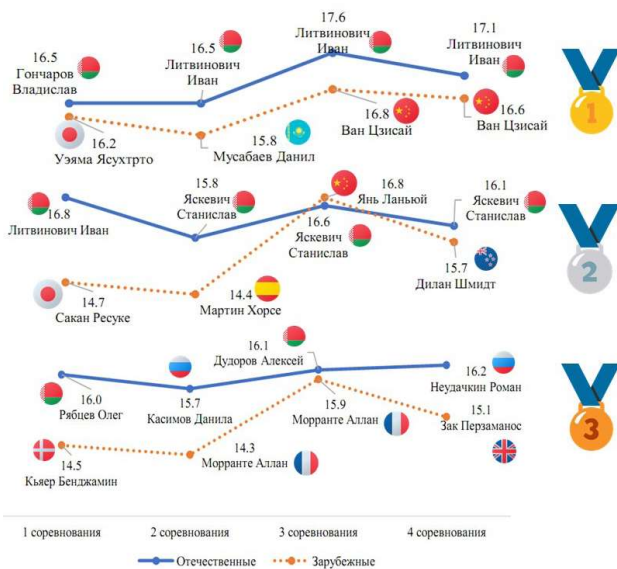 16.5
Гончаров
Владислав
16.5
Литвинович
Иван
17.6
Литвинович
Иван
17.1
Литвинович
Иван
16.2
Уэяма Ясухтрто
15.8
Мусабаев Данил
16.8
Ван Цзисай
16.6
Ван Цзисай
1
16.8
Литвинович Иван
15.8
Яскевич
Станислав
16.8
Янь Ланьюй
16.6
Яскевич
Станислав
16.1
Яскевич
Станислав
14.7
Сакан Ресуке
14.4
Мартин Хорсе
15.7
Дилан Шмидт
2
16.0
Рябцев Олег
15.7
Касимов Данила
16.1
Дудоров Алексей
16.2
Неудачкин Роман
14.5
Кьяер Бенджамин
14.3
Морранте Аллан
15.9
Морранте Аллан
15.1
Зак Перзаманос
3
1 соревнования
2 соревнования
3 соревнования
4 соревнования
Отечественные
Зарубежные